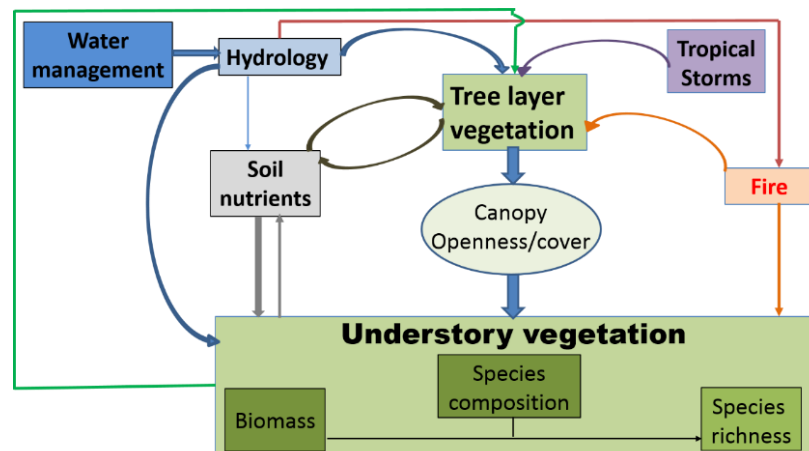 Water
management
Hydrology
Tropical
Storms
Tree layer
vegetation
Soil
nutrients
Fire
Canopy
Openness/cover
Understory vegetation
Species
composition
Biomass
Species
richness